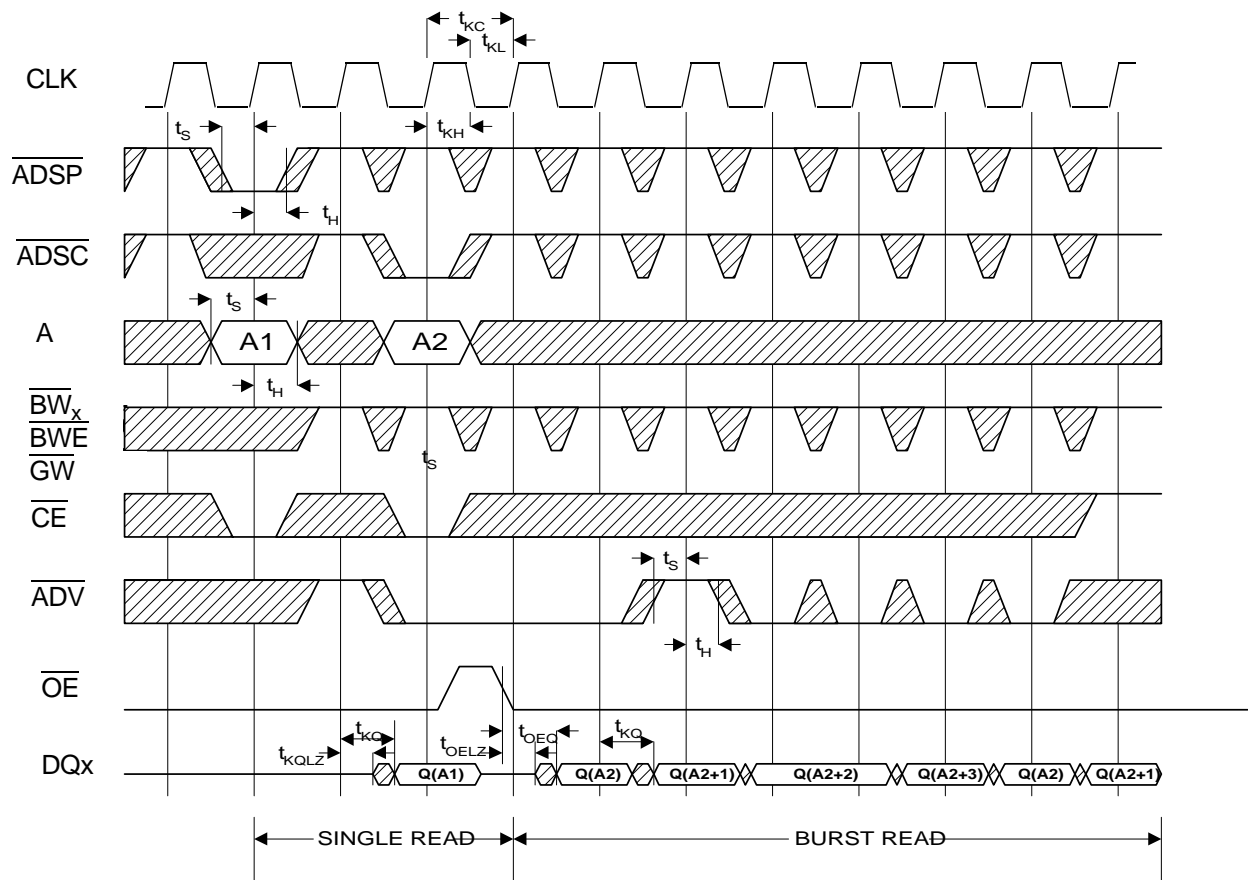 tKC
tKL
CLK
tS
tKH
ADSP
tH
ADSC
tS
A
A1
A2
tH
BWx
BWE
GW
tS
CE
tS
ADV
tH
OE
tKQ
tOEQ
tKQ
tKQLZ
tOELZ
DQx
Q(A1)
Q(A2)
Q(A2+1)
Q(A2+2)
Q(A2+3)
Q(A2)
Q(A2+1)
SINGLE READ
BURST READ